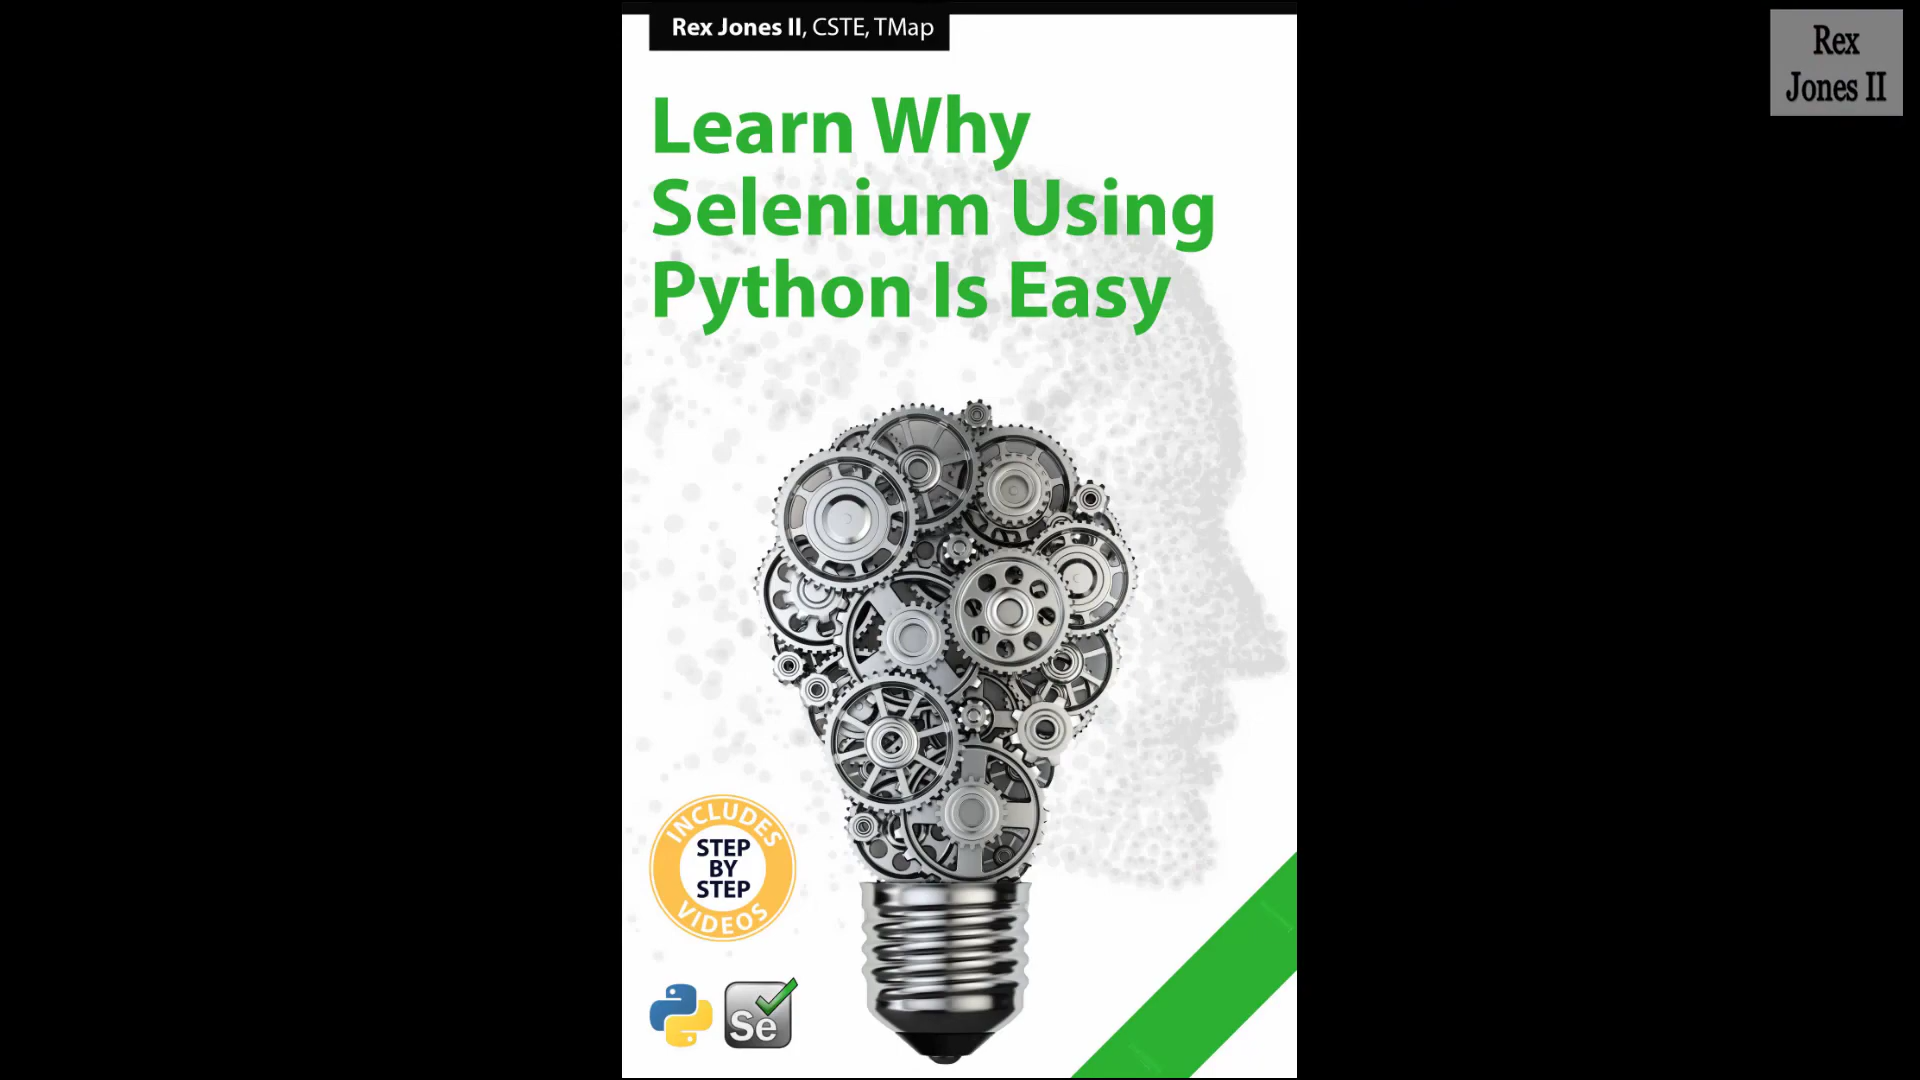 Rex Jones II, CSTE, TMap
Rex
Jones II
Learn Why
Selenium Using
Python Is Easy
INCLUDES
STEP
BY
STEP
VIDEOS
Se